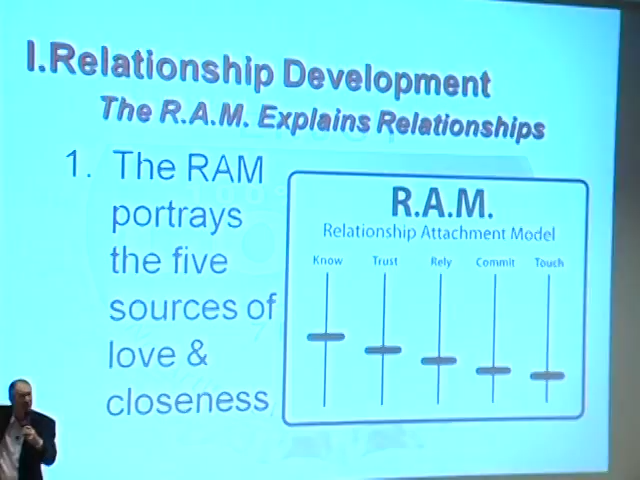 I.Relationship Development
The R.A.M. Explains Relationships
1. The RAM
portrays
the five
sources of
love &
closeness
R.A.M.
Relationship Attachment Model
Know Trust Rely Commit Touch